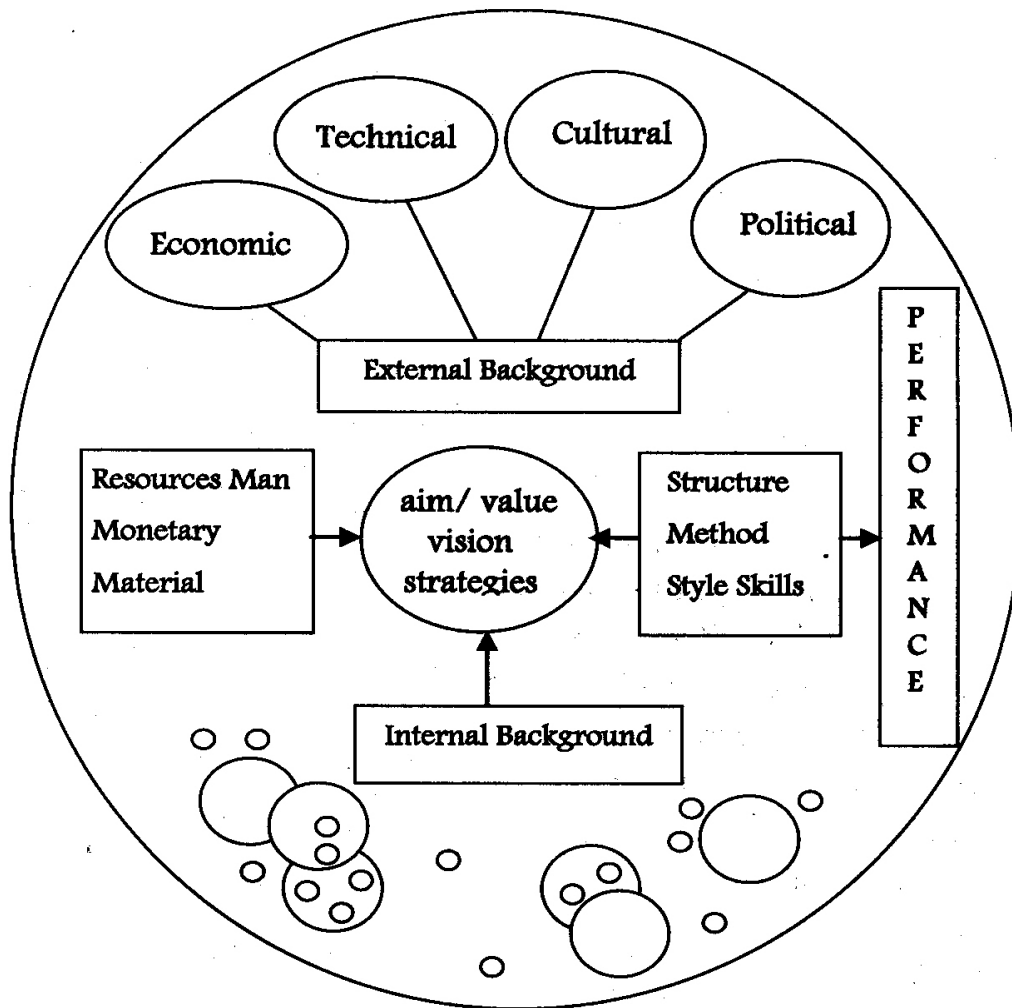 Technical
Cultural
Economic
Political
External Background
Resources Man
Monetary
Material
aim/ value
vision
strategies
Structure
Method
Style Skills
PERFORMANCE
Internal Background